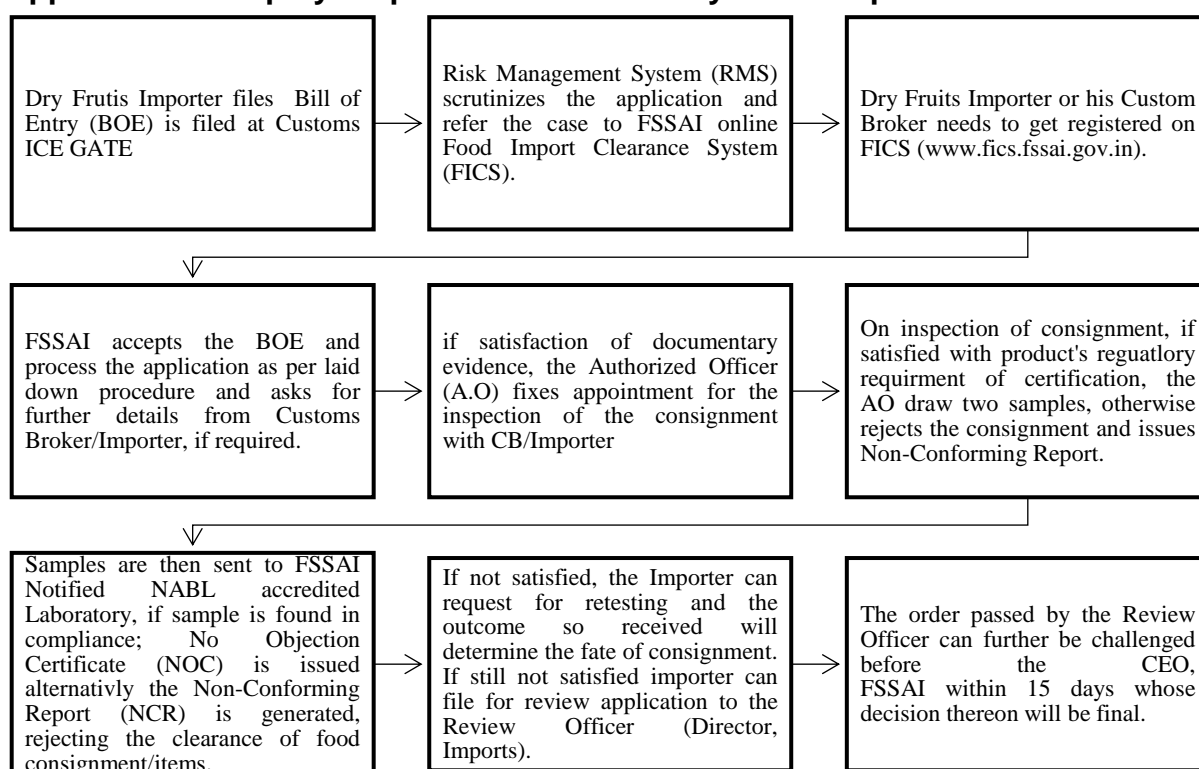 Dry Frutis Importer files Bill of
Entry (BOE) is filed at Customs
ICE GATE
Risk Management System (RMS)
scrutinizes the application and
refer the case to FSSAI online
Food Import Clearance System
(FICS).
Dry Fruits Importer or his Custom
Broker needs to get registered on
FICS (www.fics.fssai.gov.in).
FSSAI accepts the BOE and
process the application as per laid
down procedure and asks for
further details from Customs
Broker/Importer, if required.
if satisfaction of documentary
evidence, the Authorized Officer
(A.O) fixes appointment for the
inspection of the consignment
with CB/Importer
On inspection of consignment, if
satisfied with product's reguatlory
requirment of certification, the
AO draw two samples, otherwise
rejects the consignment and issues
Non-Conforming Report.
Samples are then sent to FSSAI
Notified NABL accredited
Laboratory, if sample is found in
compliance; No Objection
Certificate (NOC) is issued
alternativly the Non-Conforming
Report (NCR) is generated,
rejecting the clearance of food
consignment/items.
If not satisfied, the Importer can
request for retesting and the
outcome so received will
determine the fate of consignment.
If still not satisfied importer can
file for review application to the
Review Officer (Director,
Imports).
The order passed by the Review
Officer can further be challenged
before the CEO,
FSSAI within 15 days whose
decision thereon will be final.